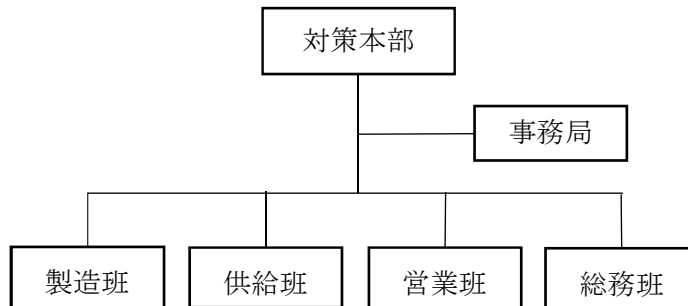 対策本部
事務局
製造班
供給班
営業班
総務班